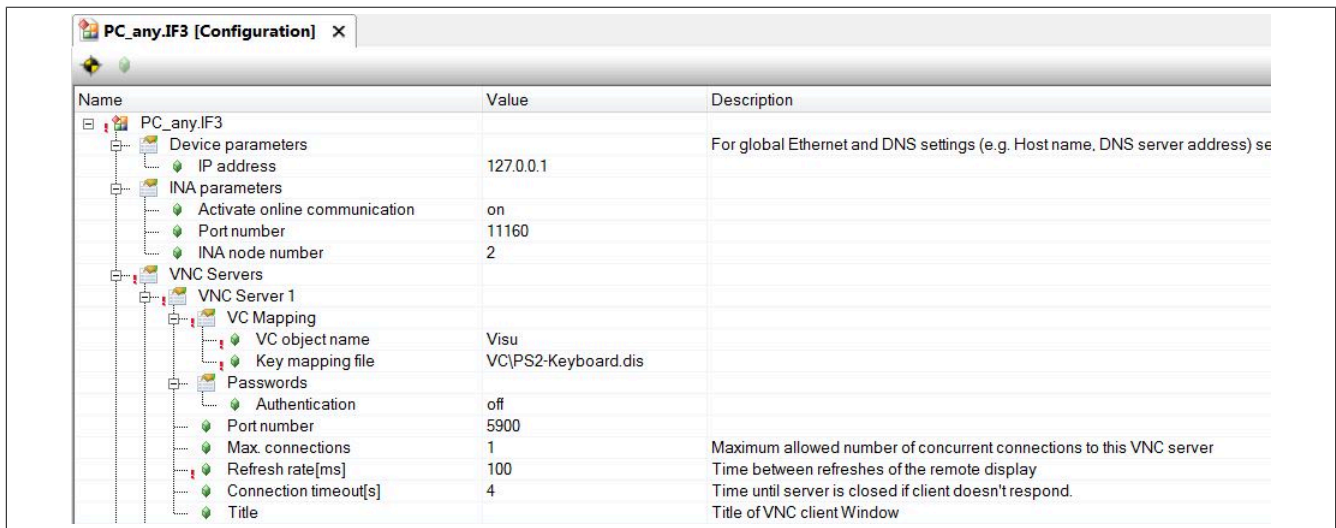 PC_any.IF3 [Configuration] X
Name Value Description
PC_any.IF3
Device parameters For global Ethernet and DNS settings (e.g. Host name, DNS server address) se
IP address 127.0.0.1
INA parameters
Activate online communication on
Port number 11160
INA node number 2
VNC Servers
VNC Server 1
VC Mapping
VC object name Visu
Key mapping file VC\PS2-Keyboard.dis
Passwords
Authentication off
Port number 5900
Max. connections 1 Maximum allowed number of concurrent connections to this VNC server
Refresh rate[ms] 100 Time between refreshes of the remote display
Connection timeout[s] 4 Time until server is closed if client doesn't respond.
Title Title of VNC client Window